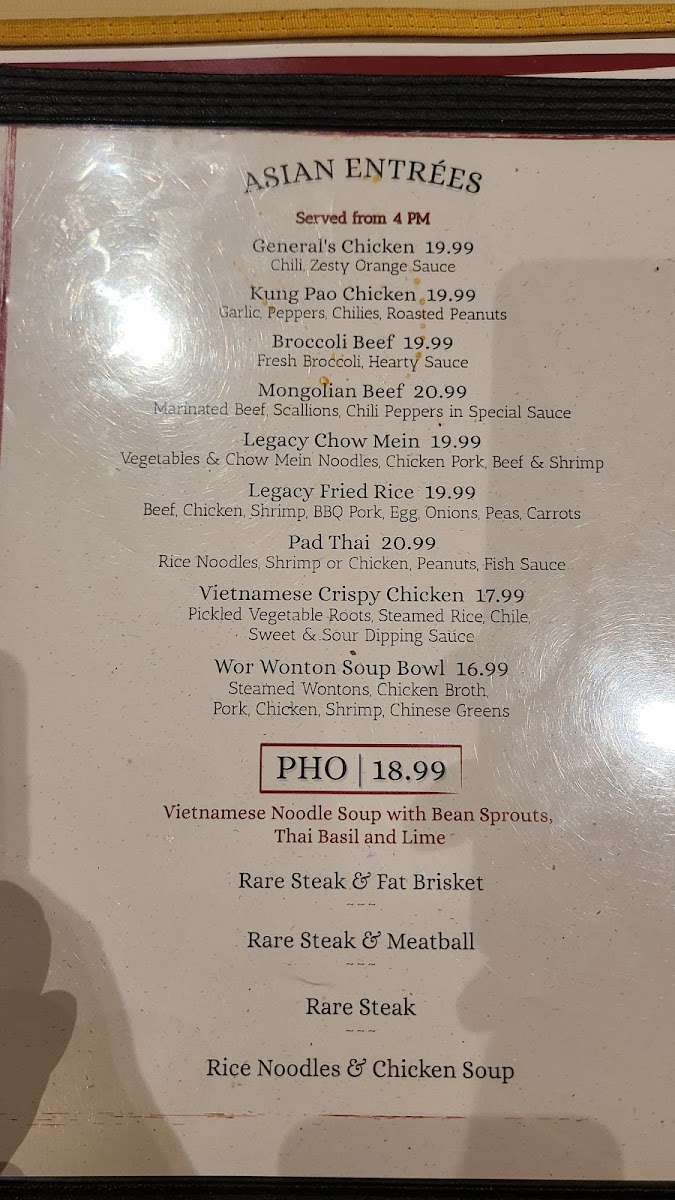 ASIAN ENTRÉES
Served from 4 PM
General's Chicken 19.99
Chili, Zesty Orange Sauce
Kung Pao Chicken 19.99
Garlic, Peppers, Chilies, Roasted Peanuts
Broccoli Beef 19.99
Fresh Broccoli, Hearty Sauce
Mongolian Beef 20.99
Marinated Beef, Scallions, Chili Peppers in Special Sauce
Legacy Chow Mein 19.99
Vegetables & Chow Mein Noodles, Chicken Pork, Beef & Shrimp
Legacy Fried Rice 19.99
Beef, Chicken, Shrimp, BBQ Pork, Egg, Onions, Peas, Carrots
Pad Thai 20.99
Rice Noodles, Shrimp or Chicken, Peanuts, Fish Sauce
Vietnamese Crispy Chicken 17.99
Pickled Vegetable Roots, Steamed Rice, Chile,
Sweet & Sour Dipping Sauce
Wor Wonton Soup Bowl 16.99
Steamed Wontons, Chicken Broth,
Pork, Chicken, Shrimp, Chinese Greens
PHO | 18.99
Vietnamese Noodle Soup with Bean Sprouts,
Thai Basil and Lime
Rare Steak & Fat Brisket
~~~
Rare Steak & Meatball
~~~
Rare Steak
~~~
Rice Noodles & Chicken Soup